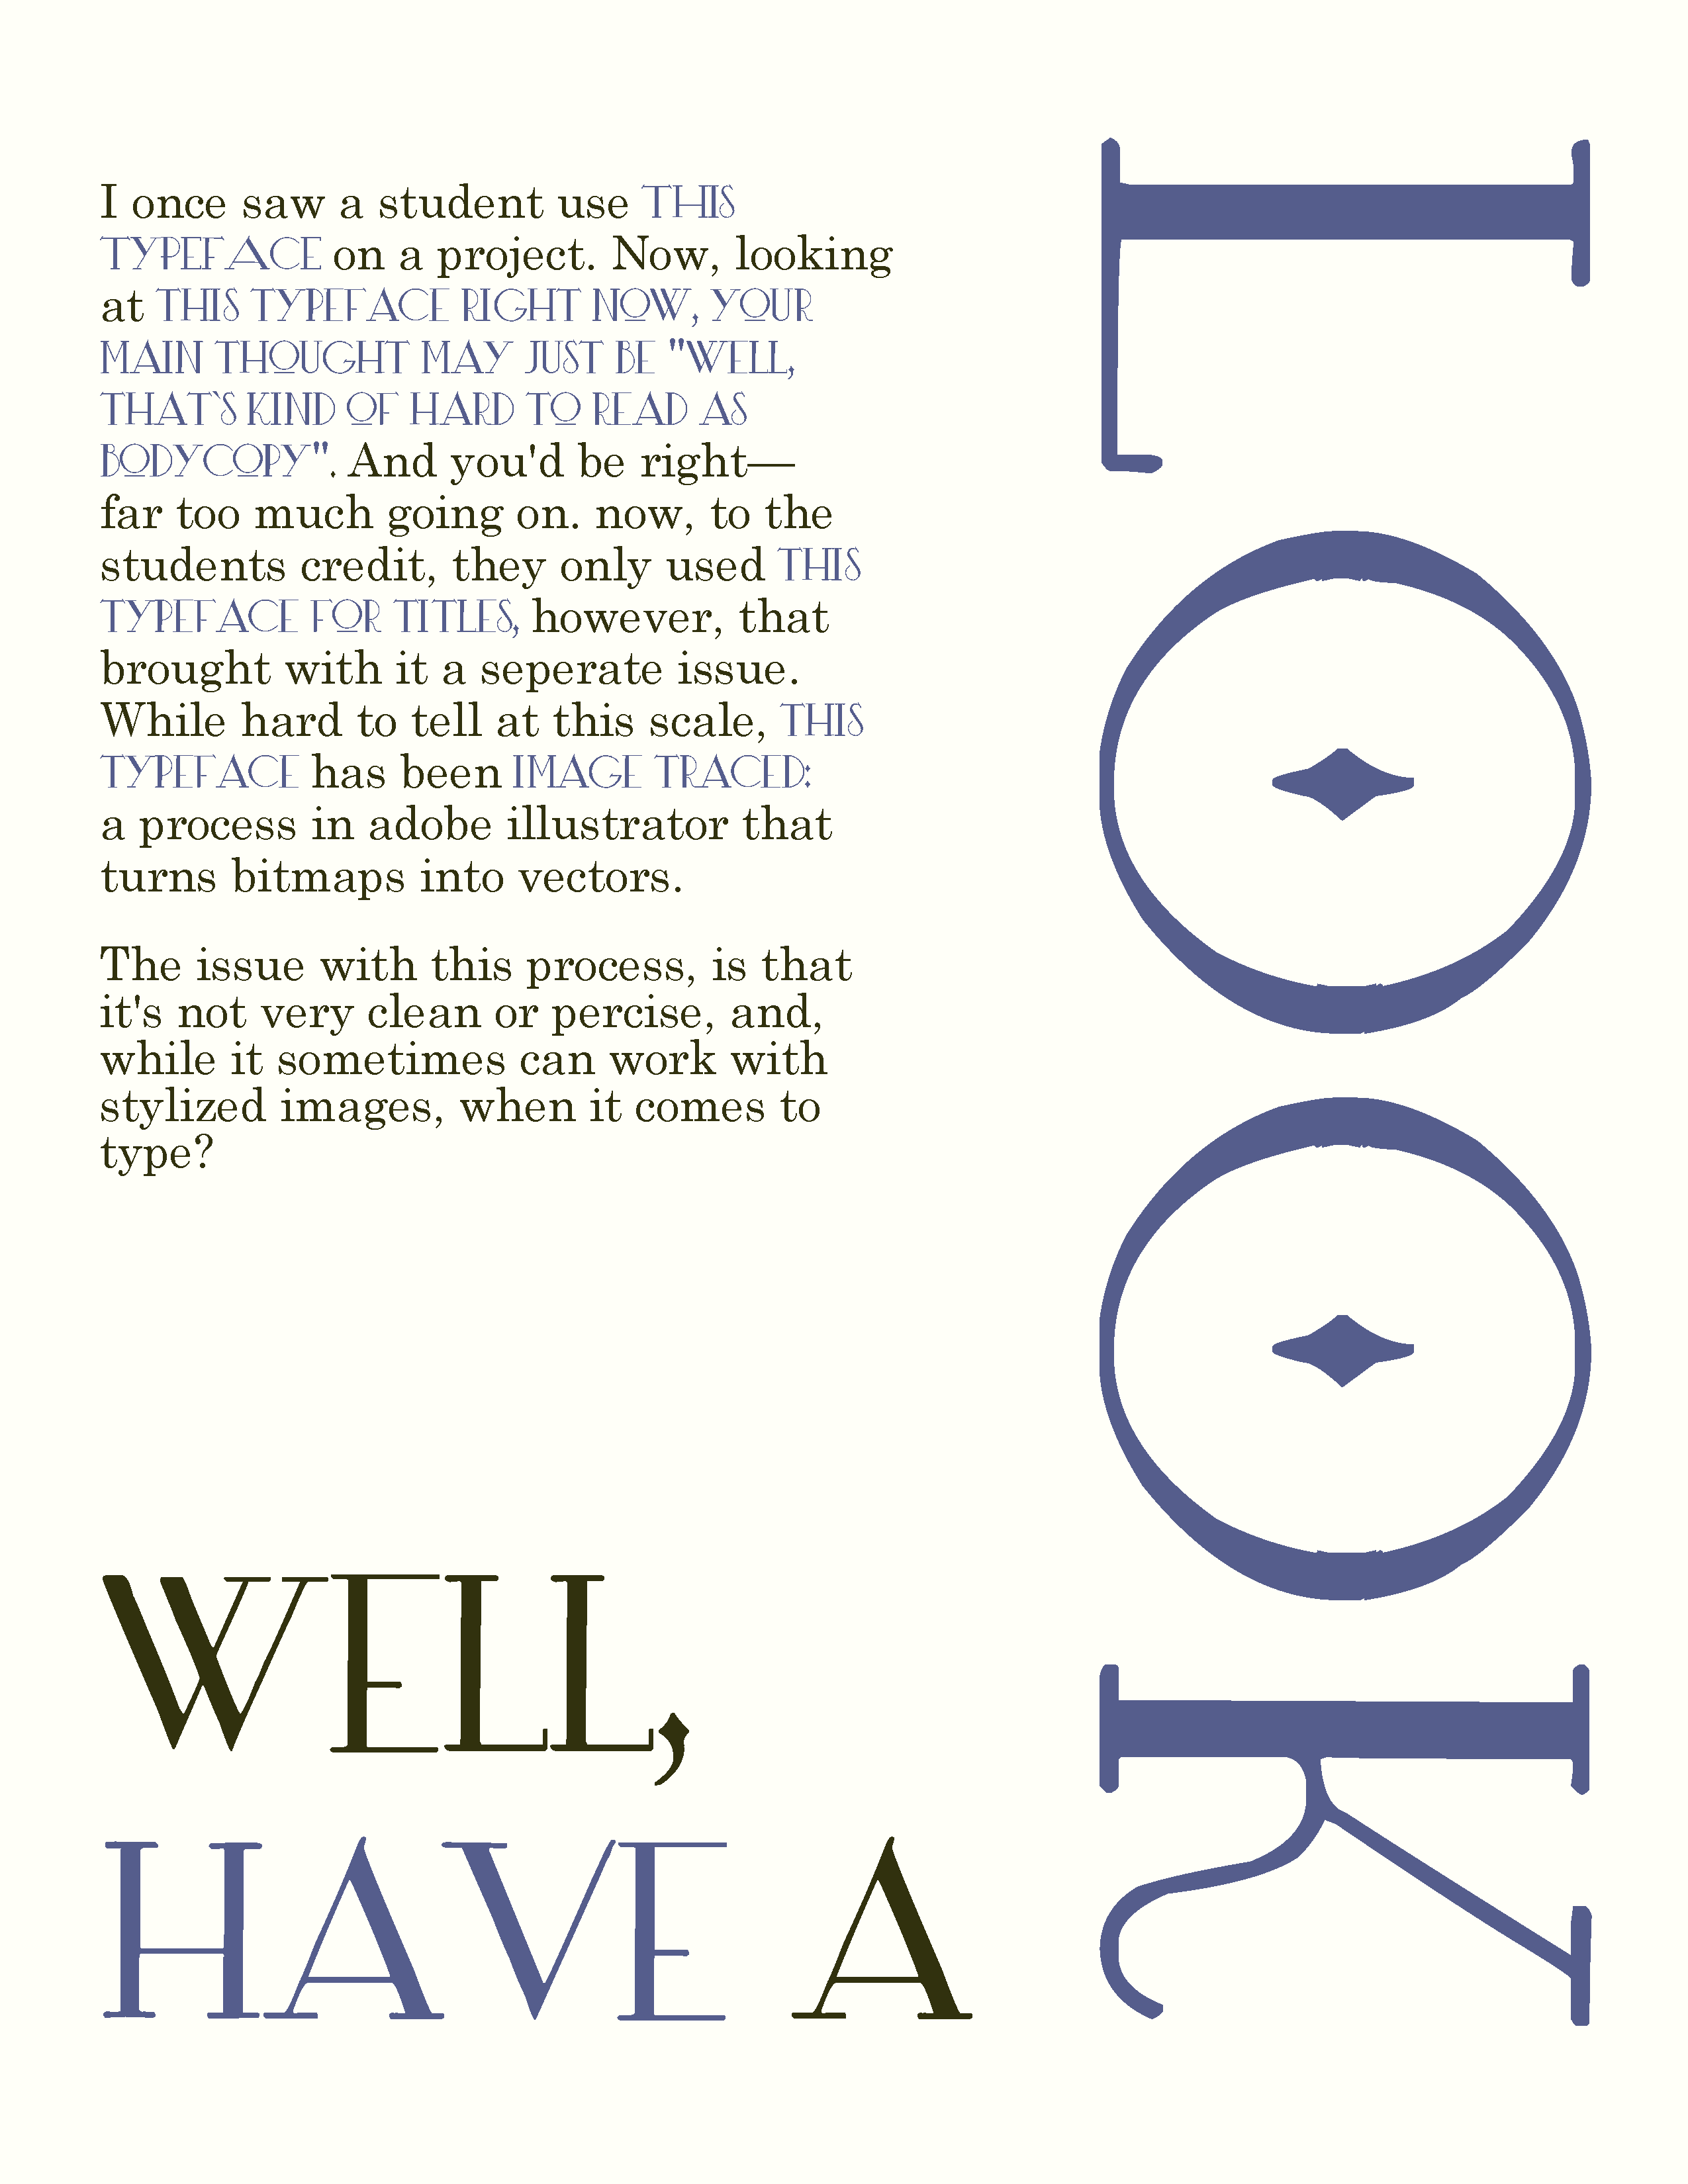 I once saw a student use THIS
TYPEFACE on a project. Now, looking
at THIS TYPEFACE RIGHT NOW, YOUR
MAIN THOUGHT MAY JUST BE "WELL,
THAT`S KIND OF HARD TO READ AS
BODYCOPY". And you'd be right—
far too much going on. now, to the
students credit, they only used THIS
TYPEFACE FOR TITLES, however, that
brought with it a seperate issue.
While hard to tell at this scale, THIS
TYPEFACE has been IMAGE TRACED:
a process in adobe illustrator that
turns bitmaps into vectors.
The issue with this process, is that
it's not very clean or percise, and,
while it sometimes can work with
stylized images, when it comes to
type?
WELL,
HAVE A
LOOK